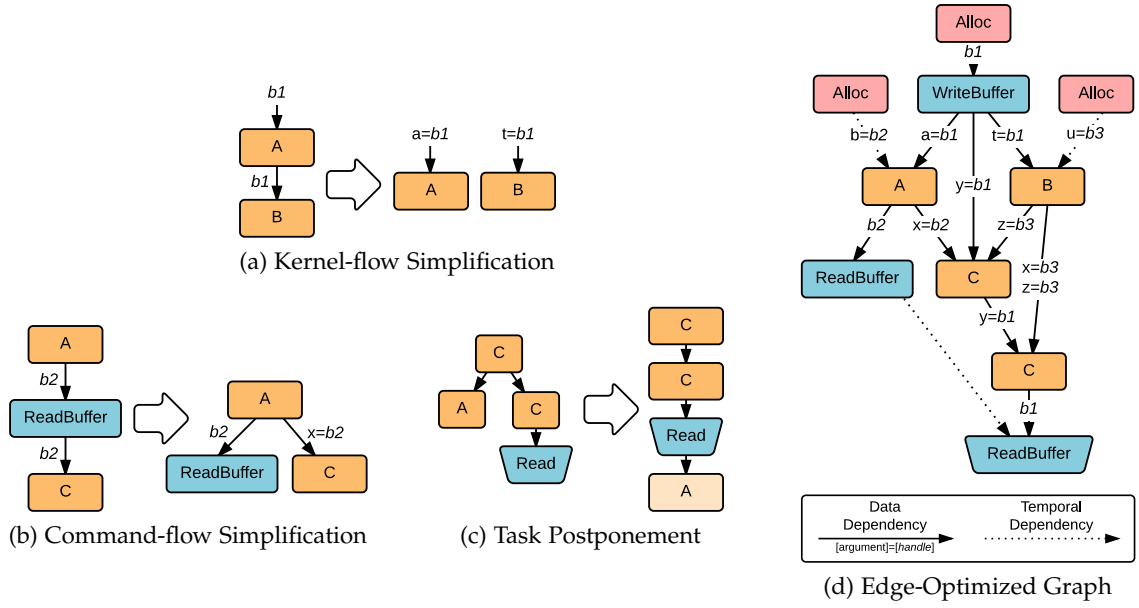 b1
A
b1
B
a=b1
t=b1
A
B
(a) Kernel-flow Simplification
A
b2
ReadBuffer
b2
C
A
b2
x=b2
ReadBuffer
C
(b) Command-flow Simplification
C
A
C
Read
C
C
Read
A
(c) Task Postponement
Alloc
b1
Alloc
WriteBuffer
Alloc
b=b2
a=b1
t=b1
u=b3
A
y=b1
B
b2
x=b2
z=b3
ReadBuffer
C
x=b3
z=b3
y=b1
C
b1
ReadBuffer
Data
Dependency
[argument]=[handle]
Temporal
Dependency
(d) Edge-Optimized Graph